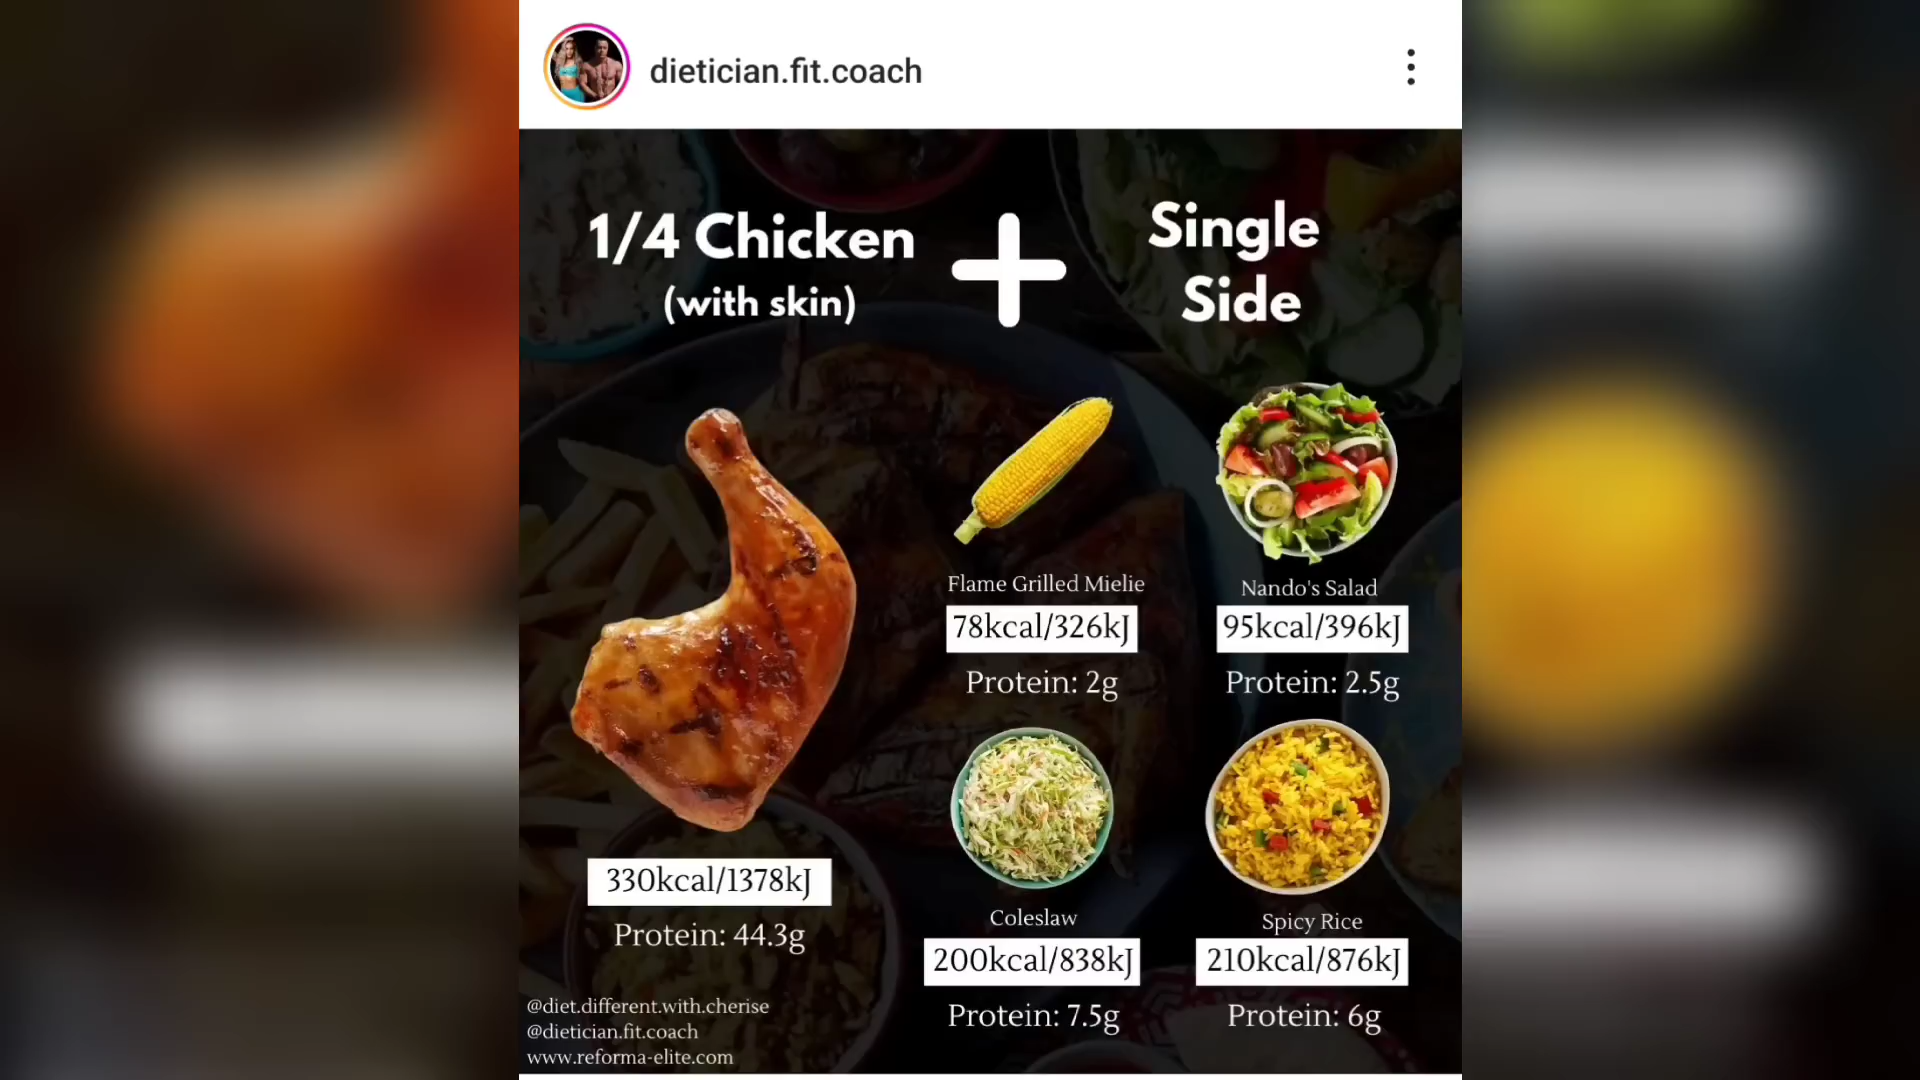 dietician.fit.coach
1/4 Chicken
(with skin)
Single
Side
Flame Grilled Mielie
78kcal/326kJ
Protein: 2g
Nando's Salad
95kcal/396kJ
Protein: 2.5g
330kcal/1378kJ
Protein: 44.3g
Coleslaw
200kcal/838kJ
Protein: 7.5g
Spicy Rice
210kcal/876kJ
Protein: 6g
@diet.different.with.cherise
@dietician.fit.coach
www.reforma-elite.com